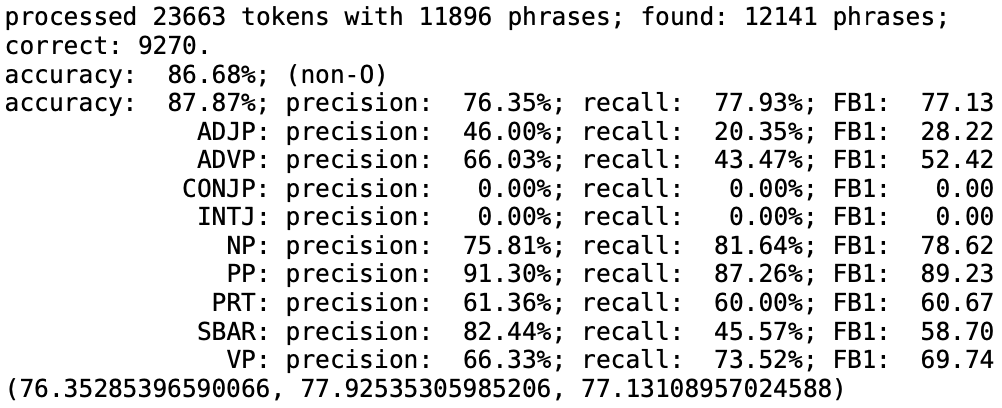 processed 23663 tokens with 11896 phrases; found: 12141 phrases;
correct: 9270.
accuracy:  86.68%; (non-O)
accuracy:  87.87%; precision:  76.35%; recall:  77.93%; FB1:  77.13
             ADJP: precision:  46.00%; recall:  20.35%; FB1:  28.22
             ADVP: precision:  66.03%; recall:  43.47%; FB1:  52.42
            CONJP: precision:   0.00%; recall:   0.00%; FB1:   0.00
             INTJ: precision:   0.00%; recall:   0.00%; FB1:   0.00
               NP: precision:  75.81%; recall:  81.64%; FB1:  78.62
               PP: precision:  91.30%; recall:  87.26%; FB1:  89.23
              PRT: precision:  61.36%; recall:  60.00%; FB1:  60.67
             SBAR: precision:  82.44%; recall:  45.57%; FB1:  58.70
               VP: precision:  66.33%; recall:  73.52%; FB1:  69.74
(76.35285396590066, 77.92535305985206, 77.13108957024588)